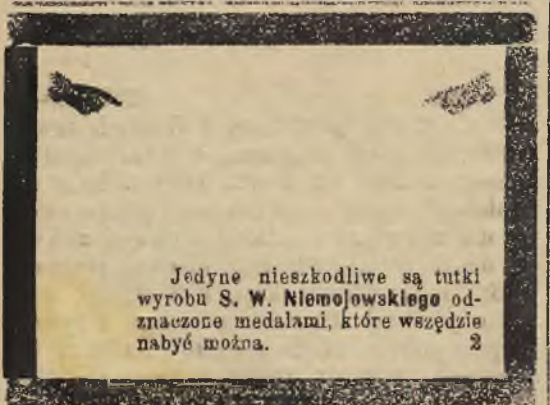 Jedyne nieszkodliwe są tutki
wyrobu S. W. Niemojowskiego od-
znaczone medalami, które wszędzie
nabyć można. 2